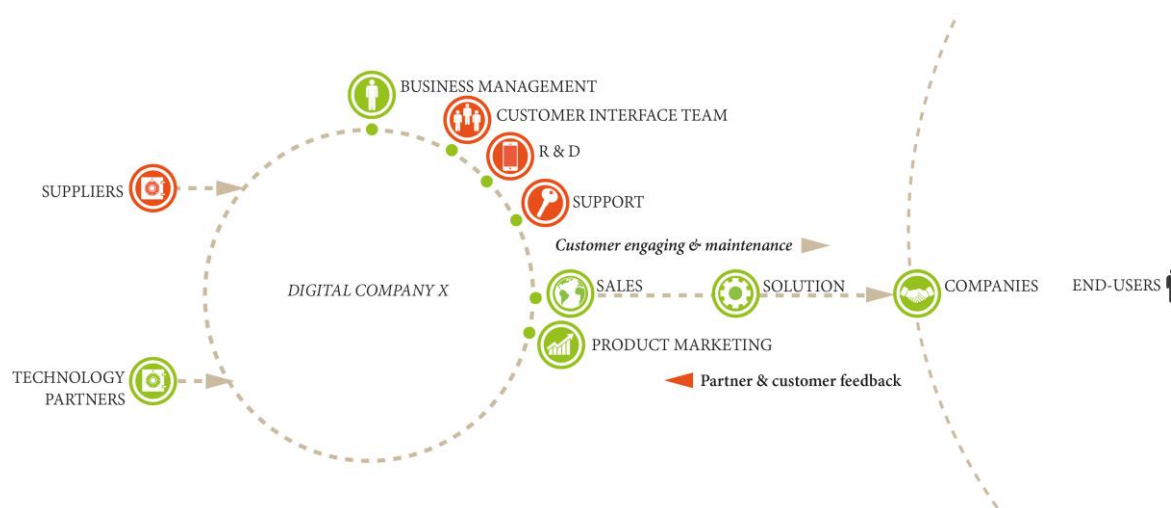 BUSINESS MANAGEMENT
CUSTOMER INTERFACE TEAM
R & D
SUPPLIERS
SUPPORT
Customer engaging & maintenance
DIGITAL COMPANY X
SALES
SOLUTION
COMPANIES
END-USERS
PRODUCT MARKETING
TECHNOLOGY
PARTNERS
Partner & customer feedback